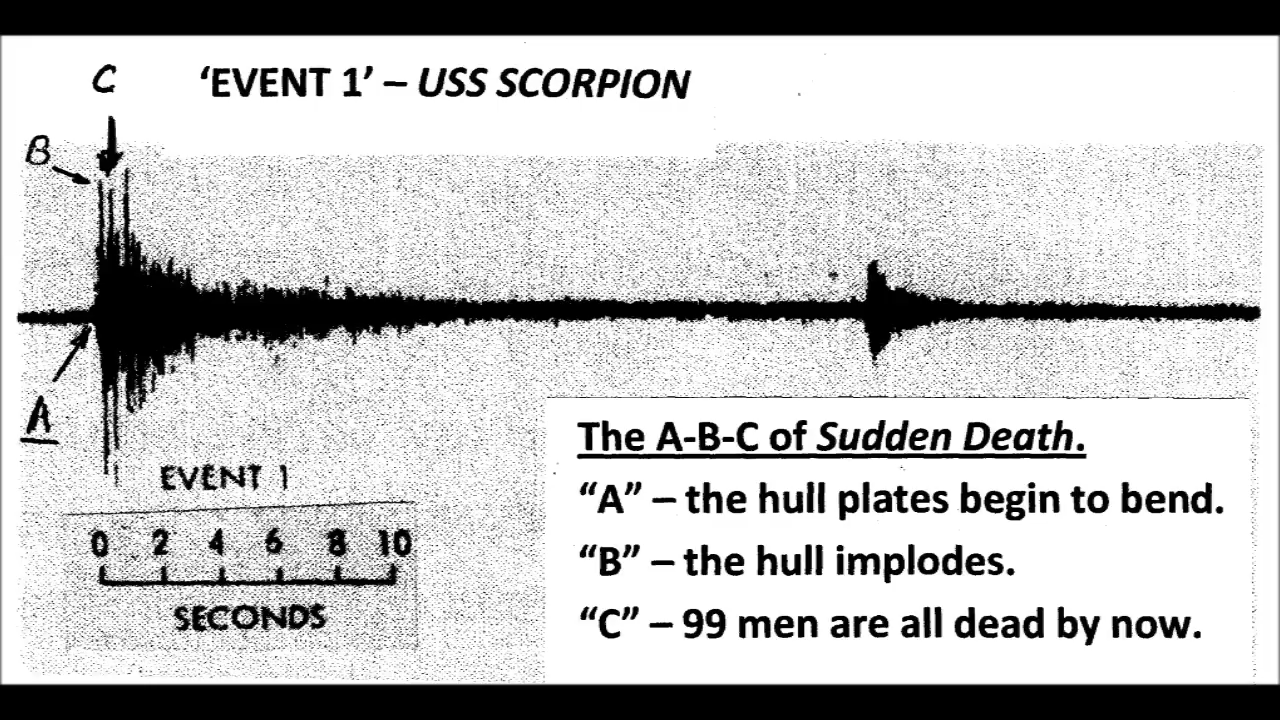 C
‘EVENT 1’ – USS SCORPION
B
A
EVENT 1
0 2 4 6 8 10
SECONDS
The A-B-C of Sudden Death.
“A” – the hull plates begin to bend.
“B” – the hull implodes.
“C” – 99 men are all dead by now.